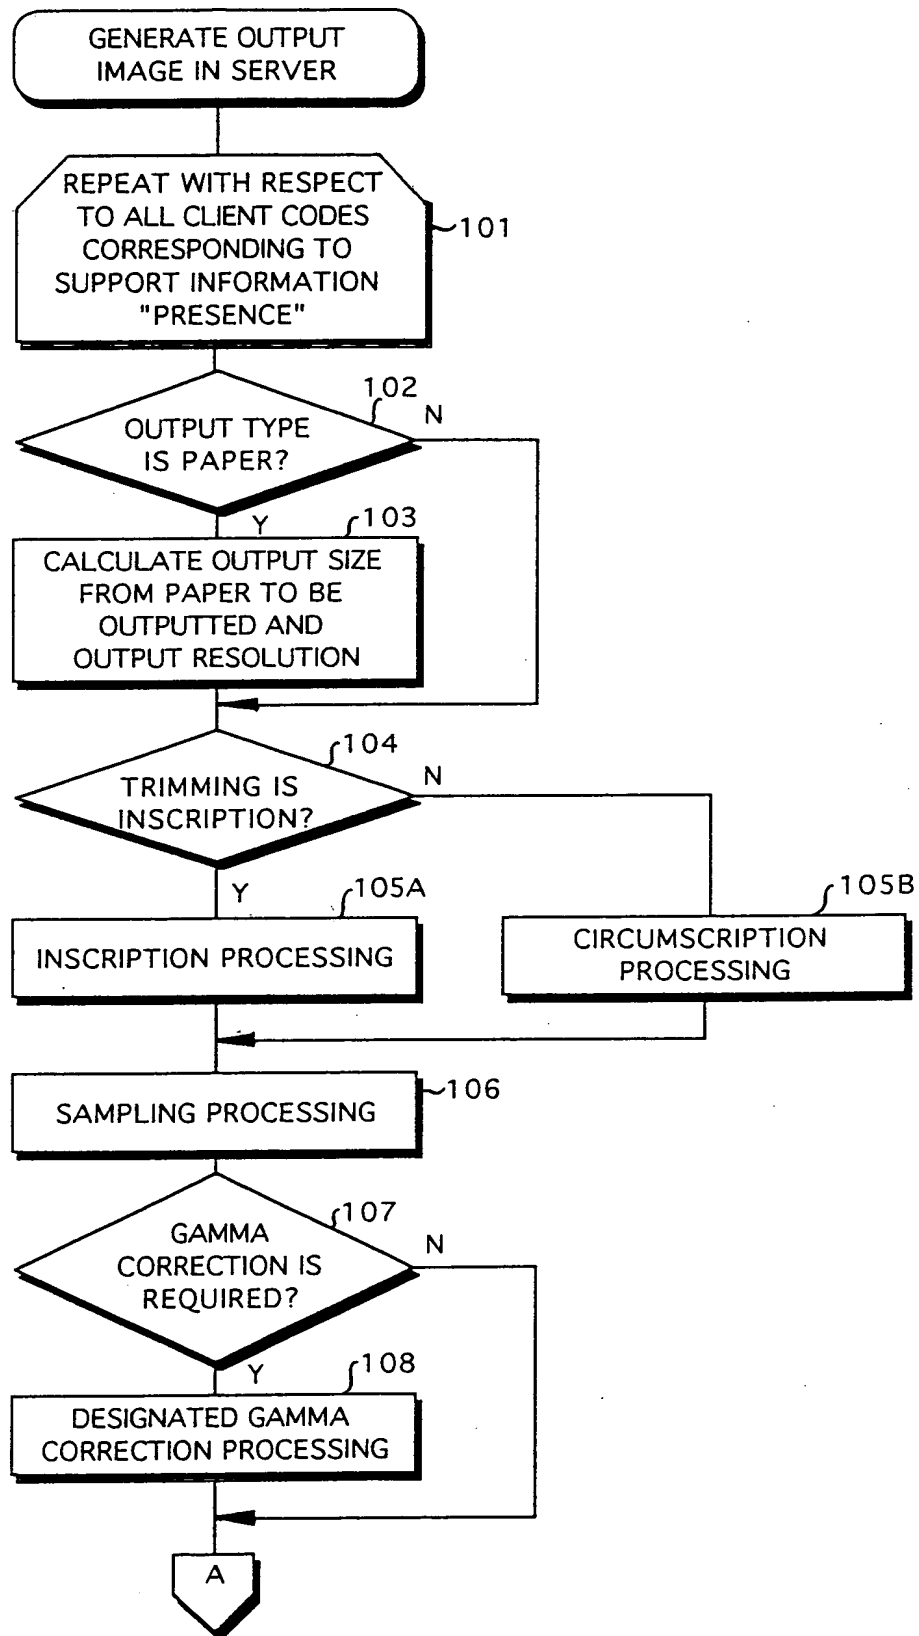 GENERATE OUTPUT
IMAGE IN SERVER
REPEAT WITH RESPECT
TO ALL CLIENT CODES
CORRESPONDING TO
SUPPORT INFORMATION
"PRESENCE"
101
102
N
OUTPUT TYPE
IS PAPER?
Y
103
CALCULATE OUTPUT SIZE
FROM PAPER TO BE
OUTPUTTED AND
OUTPUT RESOLUTION
104
N
TRIMMING IS
INSCRIPTION?
Y
105A
105B
INSCRIPTION PROCESSING
CIRCUMSCRIPTION
PROCESSING
106
SAMPLING PROCESSING
107
N
GAMMA
CORRECTION IS
REQUIRED?
Y
108
DESIGNATED GAMMA
CORRECTION PROCESSING
A